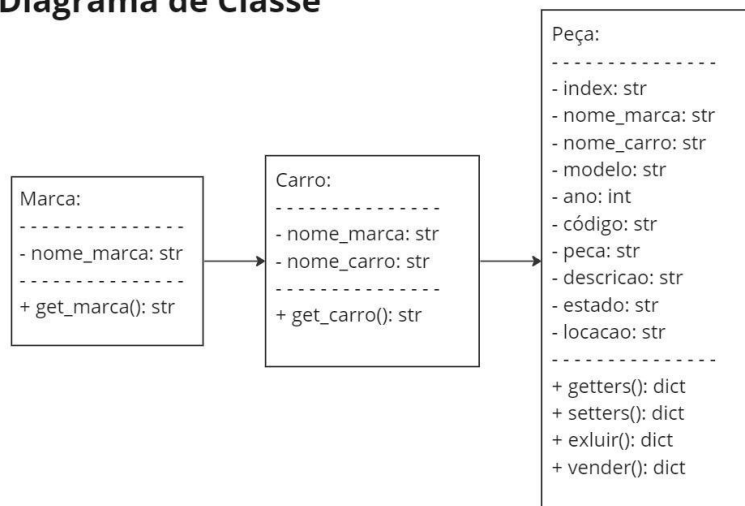 Diagrama de Classe
Marca:
- - - - - - - - - - - - - - -
- nome_marca: str
- - - - - - - - - - - - - - -
+ get_marca(): str
Carro:
- - - - - - - - - - - - - - -
- nome_marca: str
- nome_carro: str
- - - - - - - - - - - - - - -
+ get_carro(): str
Peça:
- - - - - - - - - - - - - - -
- index: str
- nome_marca: str
- nome_carro: str
- modelo: str
- ano: int
- código: str
- peca: str
- descricao: str
- estado: str
- locacao: str
- - - - - - - - - - - - - - -
+ getters(): dict
+ setters(): dict
+ exluir(): dict
+ vender(): dict